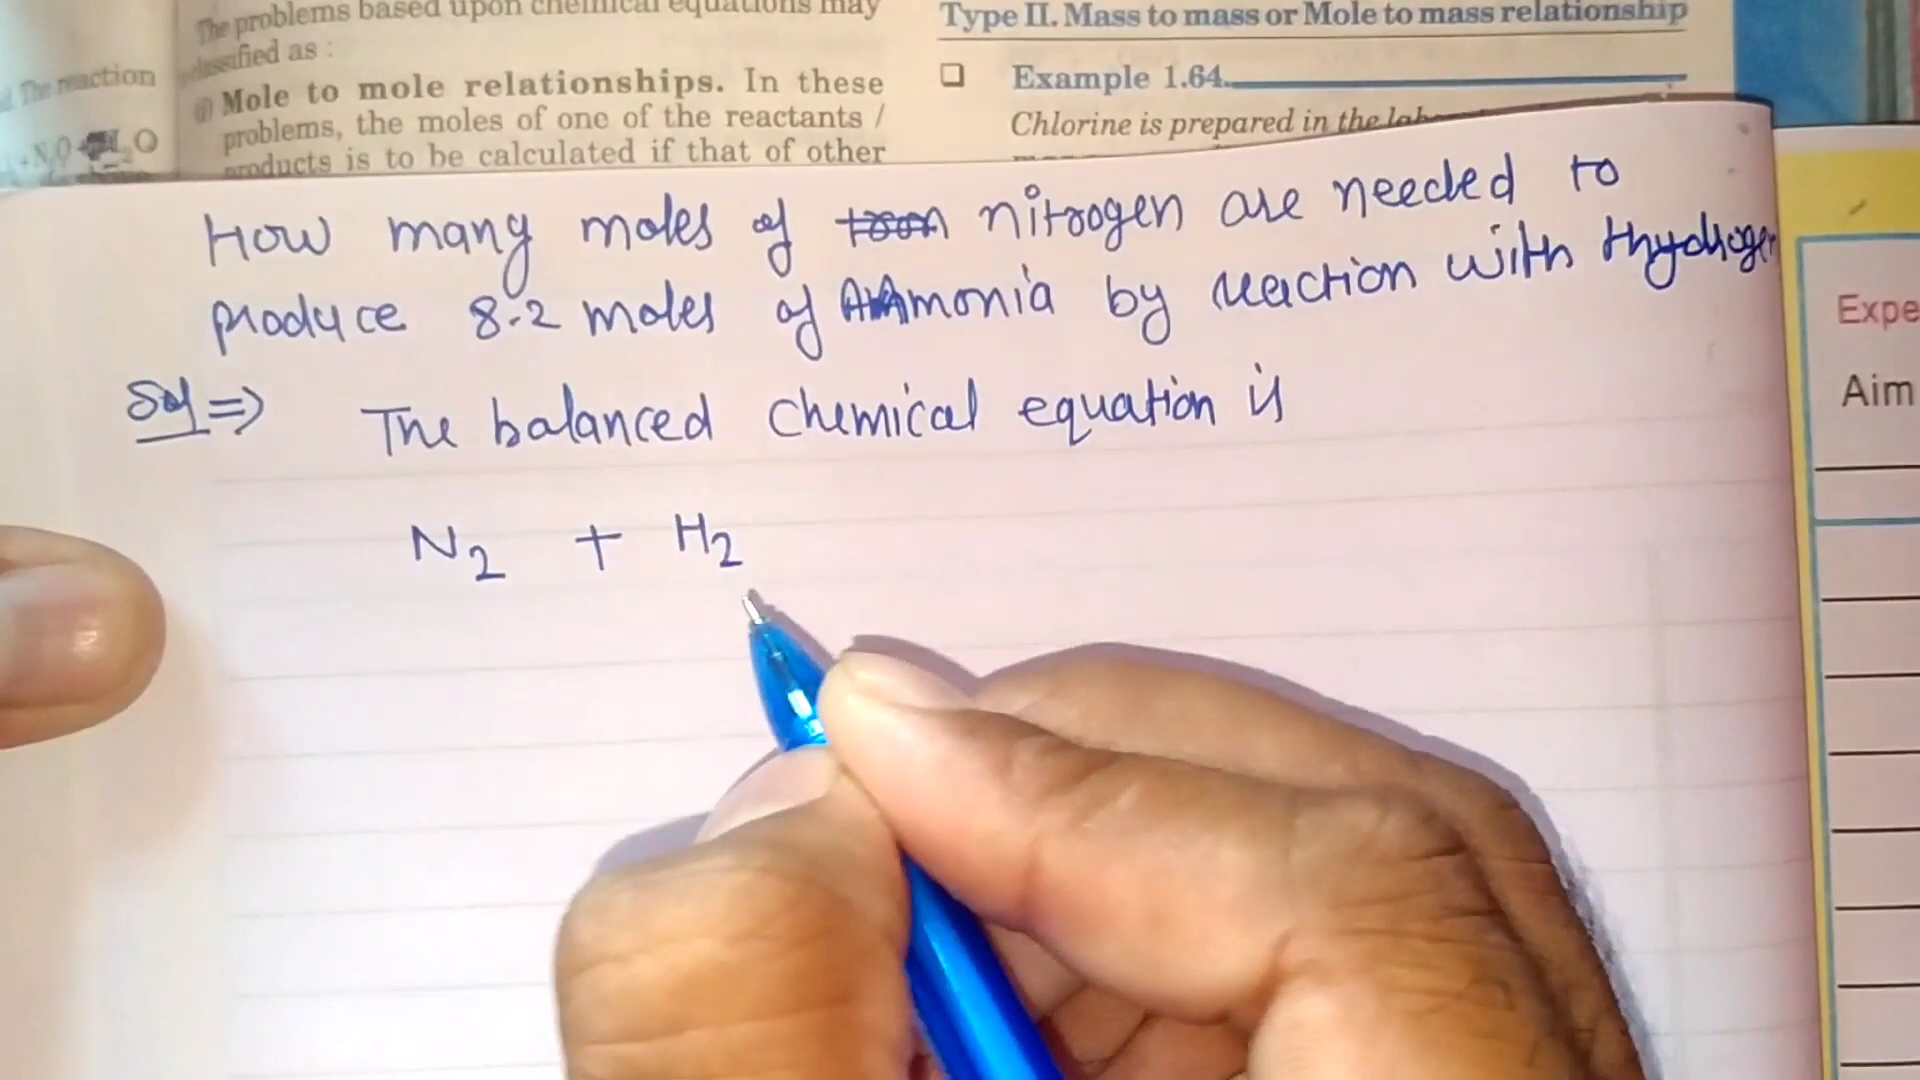 The problems based upon chemical equations may
classified as :
(i) Mole to mole relationships. In these
problems, the moles of one of the reactants /
products is to be calculated if that of other
The reaction
Type II. Mass to mass or Mole to mass relationship
Example 1.64.
Chlorine is prepared in the
How many moles of nitrogen are needed to
produce 8.2 moles of Ammonia by reaction with Hydrogen
Sol ⇒ The balanced chemical equation is
N2 + H2
Expe
Aim